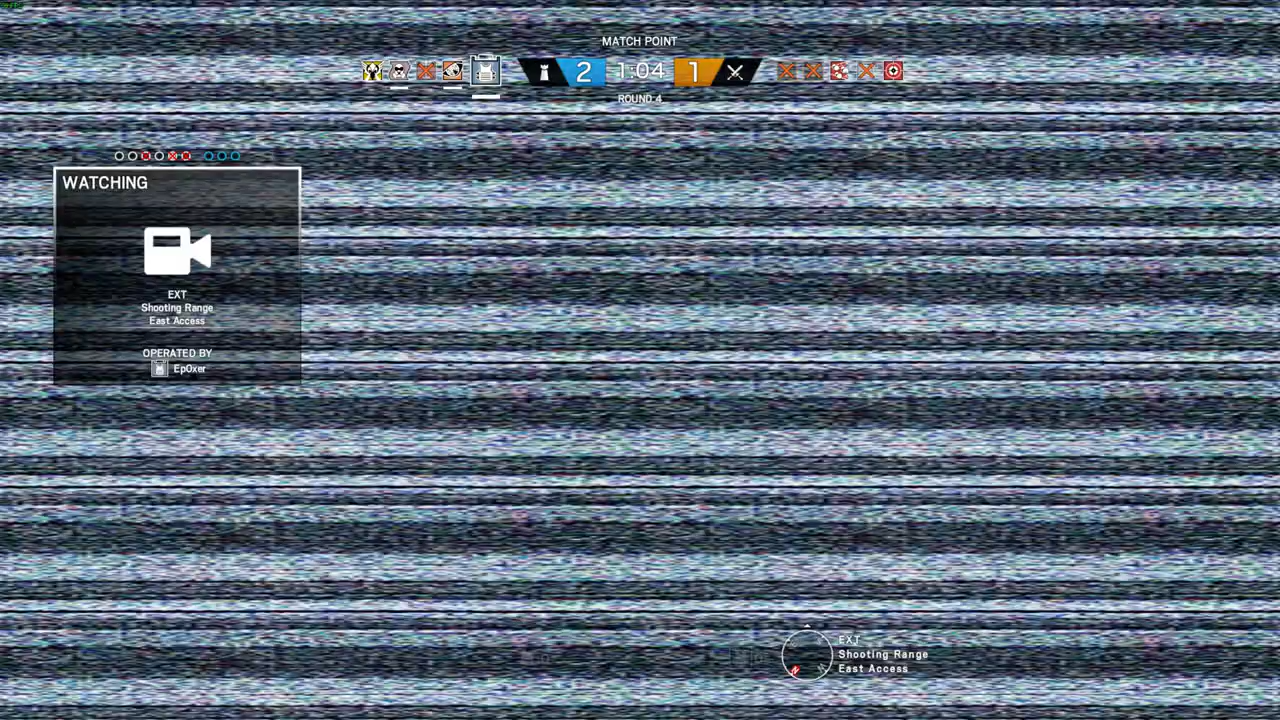 MATCH POINT
2 1:04 1
ROUND 4
WATCHING
EXT
Shooting Range
East Access
OPERATED BY
Ep0xer
EXT
Shooting Range
East Access